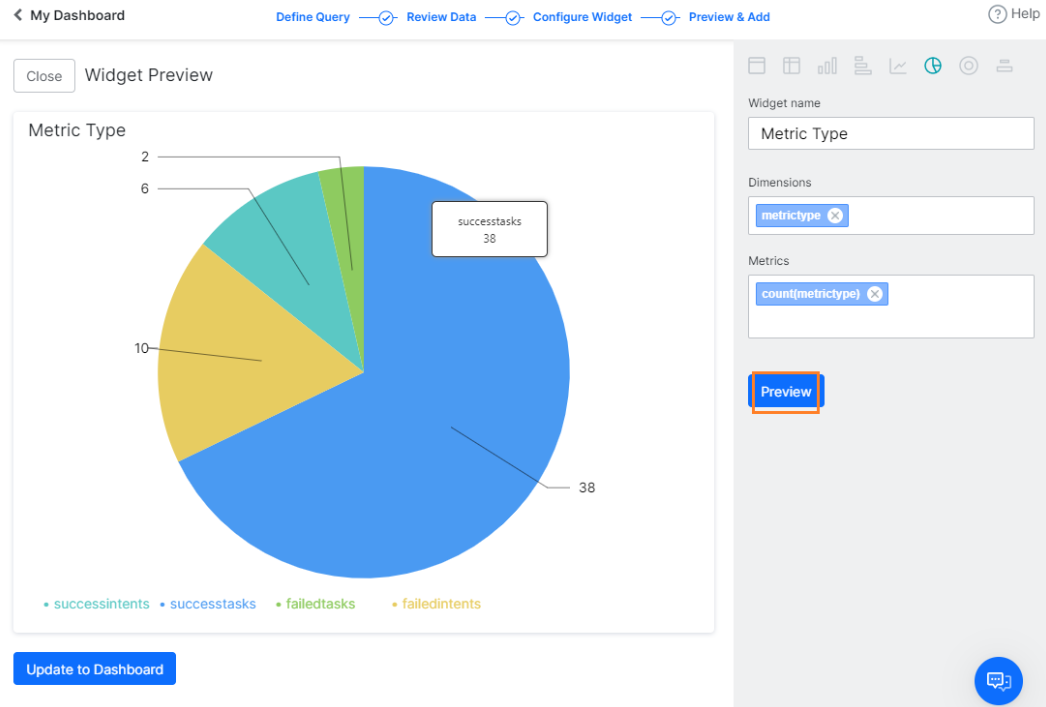 My Dashboard
Define Query
Review Data
Configure Widget
Preview & Add
? Help
Close
Widget Preview
Metric Type
2
6
10
38
successtasks
38
• successintents
• successtasks
• failedtasks
• failedintents
Update to Dashboard
Widget name
Metric Type
Dimensions
metrictype
Metrics
count(metrictype)
Preview